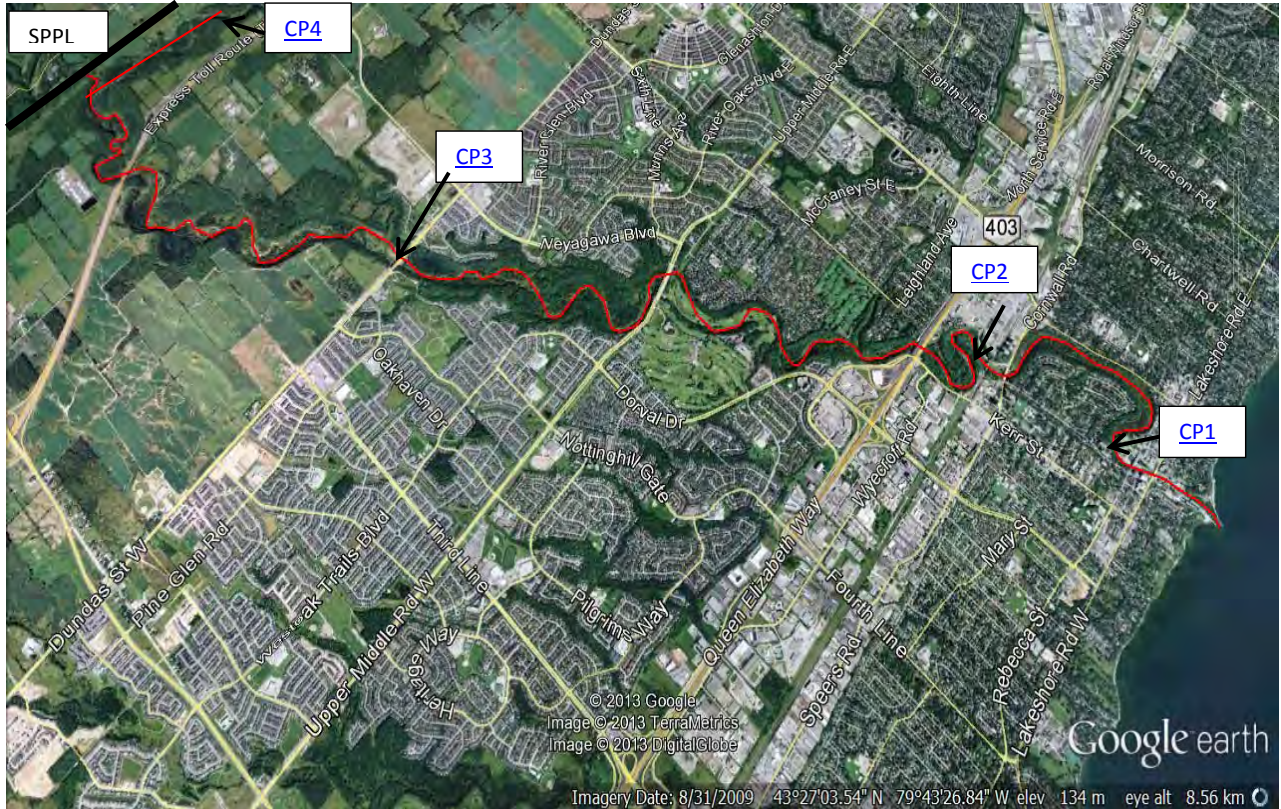 SPPL
CP4
Express Toll Route
Dundas S
Glenashton D
Sixth Line
River Glen Blvd
Munn's Ave
River Oaks Blvd E
Upper Middle Rd E
Eighth Line
North Service Rd E
Royal Windsor D
CP3
McCraney St E
Morrison Rd
403
Neyagawa Blvd
Leighland Ave
CP2
Cornwall Rd
Chartwell Rd
Lakeshore Rd E
Oakhaven Dr
Dorval Dr
Kerr St
CP1
Nottinghill Gate
Wyecroft Rd
Dundas St W
Pine Glen Rd
Westoak Trails Blvd
Third Line
Pilgrims Way
Queen Elizabeth Way
Fourth Line
Mary St
Upper Middle Rd W
Heritage Way
Speers Rd
Rebecca St
Lakeshore Rd W
© 2013 Google
Image © 2013 TerraMetrics
Image © 2013 DigitalGlobe
Google earth
Imagery Date: 8/31/2009 43°27'03.54" N 79°43'26.84" W elev 134 m eye alt 8.56 km